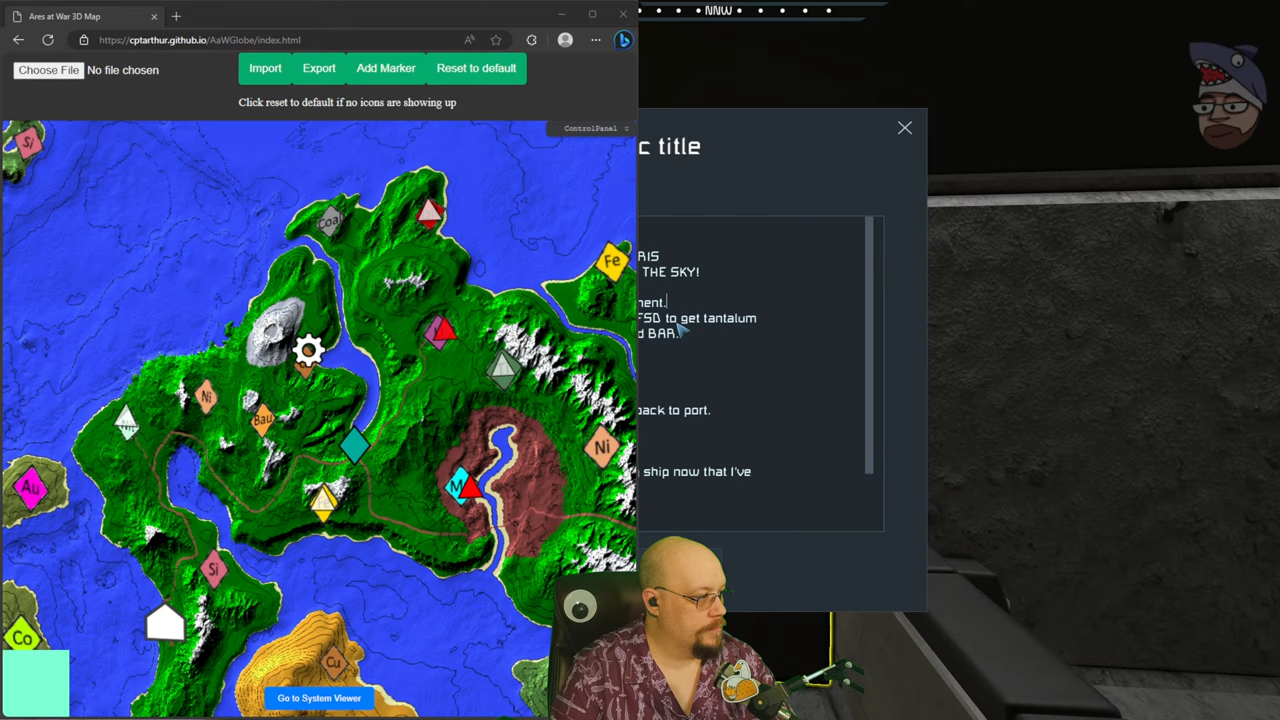 Ares at War 3D Map
NNW
https://cptarthur.github.io/AaWGlobe/index.html
Choose File No file chosen
Import
Export
Add Marker
Reset to default
Click reset to default if no icons are showing up
ControlPanel
c title
Si
Coal
Fe
RIS
THE SKY!
nent.
FSD to get tantalum
d BAR.
Ni
Bau
Ni
back to port.
Au
M
ship now that I've
Si
Co
Cu
Go to System Viewer